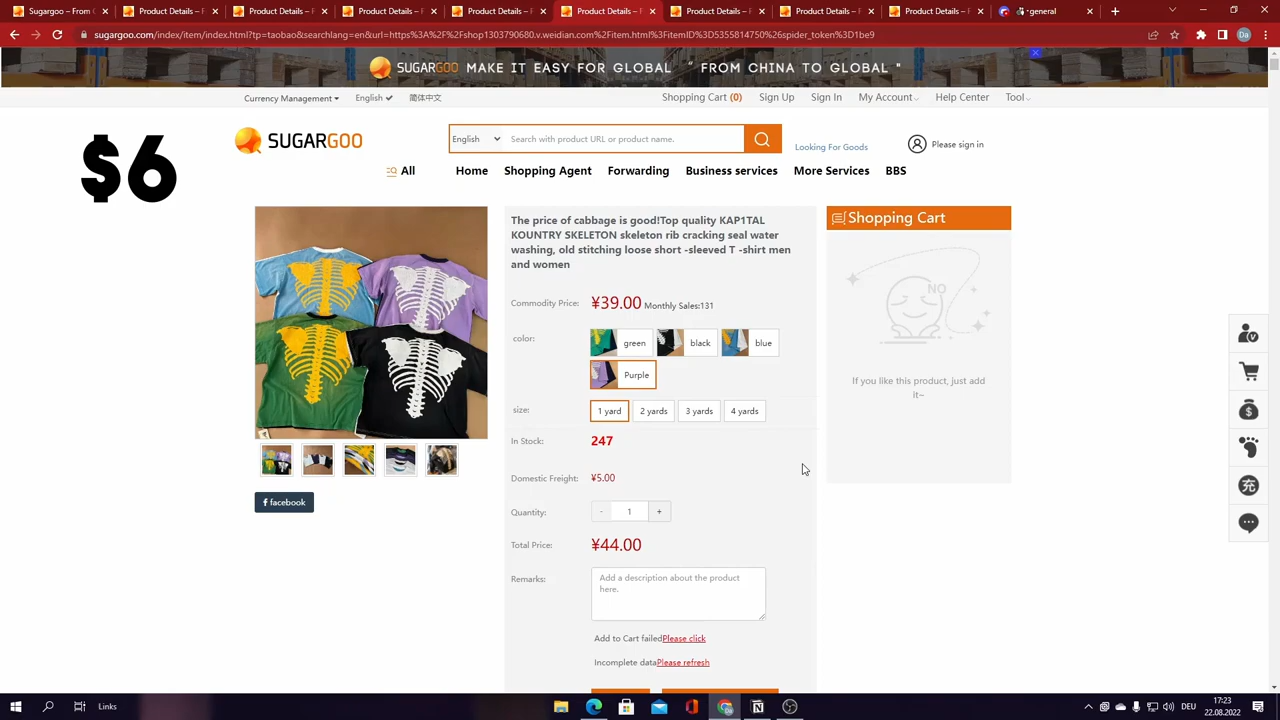 Sugargoo - From C
Product Details - P
Product Details - P
Product Details - P
Product Details - P
Product Details - P
Product Details - P
Product Details - P
Product Details - P
#general
Da
sugargoo.com/index/item/index.html?tp=taobao&searchlang=en&url=https%3A%2F%2Fshop1303790680.v.weidian.com%2Fitem.html%3FitemID%3D5355814750%26spider_token%3D1be9
SUGARGOO MAKE IT EASY FOR GLOBAL “ FROM CHINA TO GLOBAL "
Currency Management English 简体中文
Shopping Cart (0) Sign Up Sign In My Account Help Center Tool
$6
SUGARGOO
English Search with product URL or product name.
Looking For Goods
Please sign in
All Home Shopping Agent Forwarding Business services More Services BBS
The price of cabbage is good!Top quality KAP1TAL
KOUNTRY SKELETON skeleton rib cracking seal water
washing, old stitching loose short -sleeved T -shirt men
and women
Commodity Price: ¥39.00 Monthly Sales:131
color: green black blue
Purple
size: 1 yard 2 yards 3 yards 4 yards
In Stock: 247
Domestic Freight: ¥5.00
Quantity: - 1 +
Total Price: ¥44.00
Remarks: Add a description about the product
here.
Add to Cart failedPlease click
Incomplete dataPlease refresh
facebook
Shopping Cart
NO
If you like this product, just add
it~
充
Links
DEU
17:23
22.08.2022